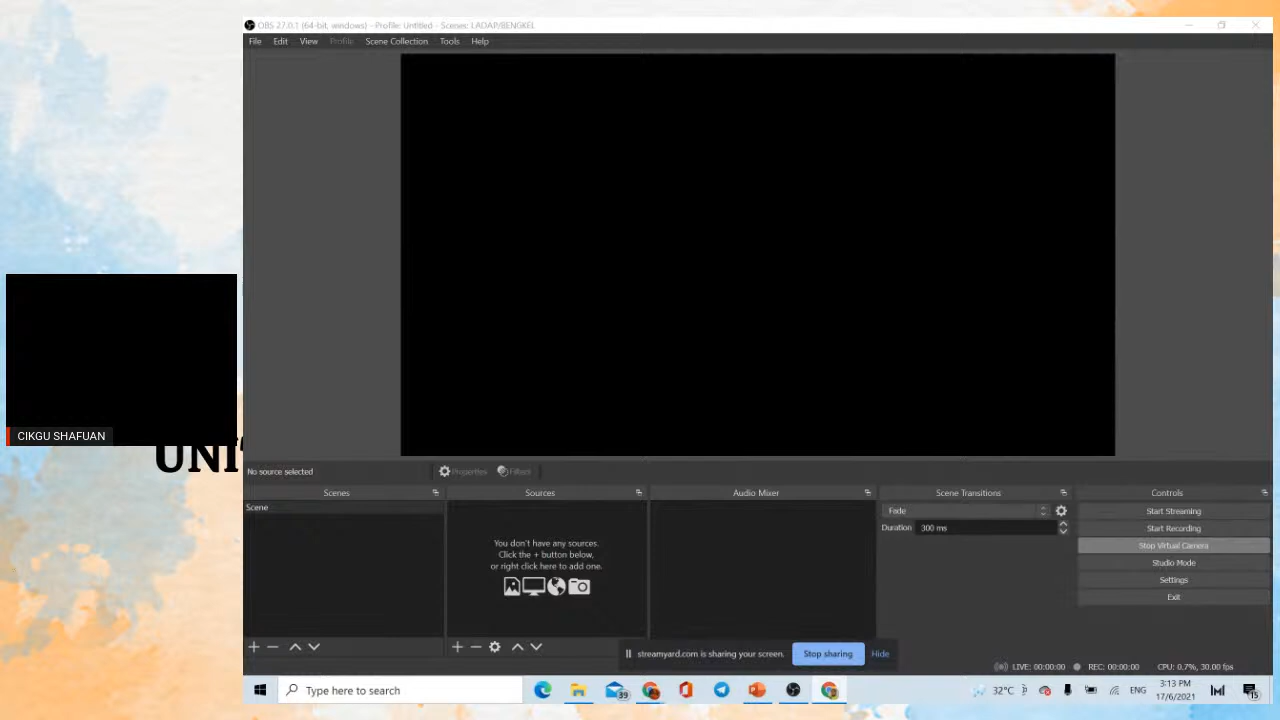 OBS 27.0.1 (64-bit, windows) - Profile: Untitled - Scenes: LADAP/BENGKEL
File Edit View Profile Scene Collection Tools Help
CIKGU SHAFUAN
UNI
No source selected
Properties Filters
Scenes
Sources
Audio Mixer
Scene Transitions
Controls
Scene
You don't have any sources.
Click the + button below,
or right click here to add one.
Fade
Duration 300 ms
Start Streaming
Start Recording
Stop Virtual Camera
Studio Mode
Settings
Exit
streamyard.com is sharing your screen.
Stop sharing
Hide
LIVE: 00:00:00 REC: 00:00:00 CPU: 0.7%, 30.00 fps
Type here to search
39
32°C
ENG
3:13 PM
17/6/2021
15